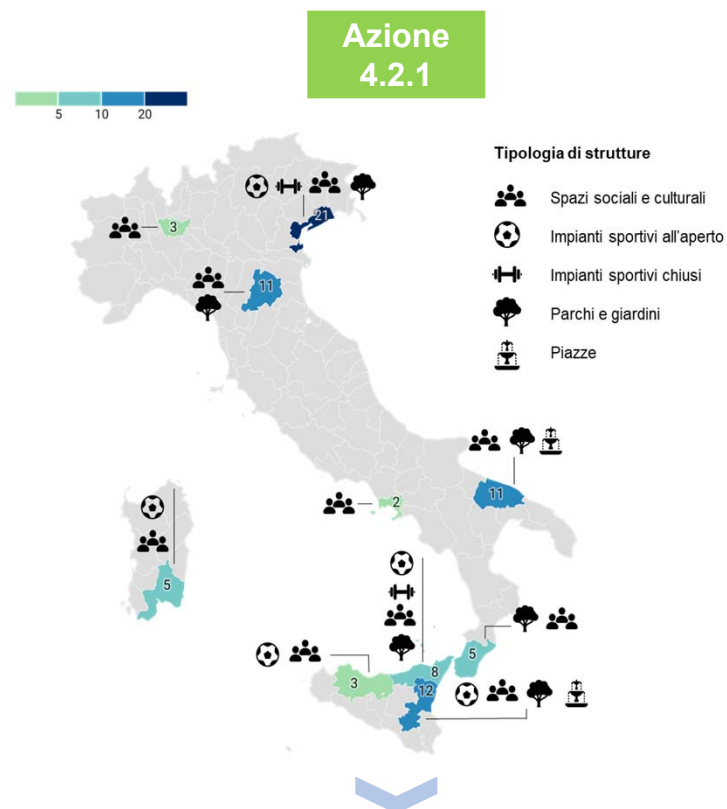 Azione
4.2.1
5 10 20
Tipologia di strutture
Spazi sociali e culturali
Impianti sportivi all'aperto
Impianti sportivi chiusi
Parchi e giardini
Piazze
21
3
11
11
2
5
5
8
3
12